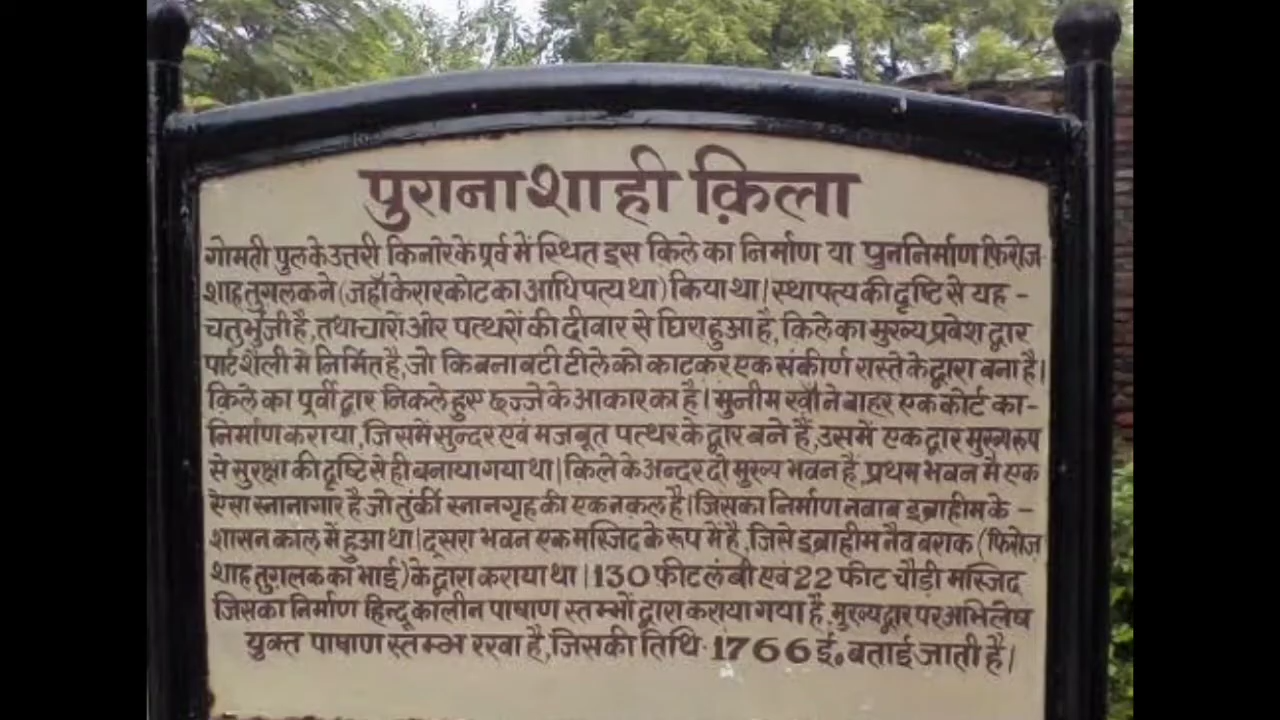 पुराना शाही क़िला
गोमती पुल के उत्तरी किनारे के पूर्व में स्थित इस किले का निर्माण या पुननिर्माण फिरोज-
शाह तुगलक ने (जहाँ केरारकोट का आधिपत्य था) किया था। स्थापत्य की दृष्टि से यह -
चतुर्भुजी है, तथा चारों ओर पत्थरों की दीवार से घिरा हुआ है, किले का मुख्य प्रवेश द्वार
पार्ट शैली में निर्मित है, जो कि बनावटी टीले को काटकर एक संकीर्ण रास्ते के द्वारा बना है।
क़िले का पूर्वी द्वार निकले हुए छज्जे के आकार का है। मुनीम खाँ ने बाहर एक कोर्ट का-
निर्माण कराया, जिसमें सुन्दर एवं मजबूत पत्थर के द्वार बने हैं, उसमें एक द्वार मुख्य रुप
से सुरक्षा की दृष्टि से ही बनाया गया था। किले के अन्दर दो मुख्य भवन हैं, प्रथम भवन में एक
ऐसा स्नानागार है जो तुर्की स्नानगृह की एक नकल है। जिसका निर्माण नवाब इब्राहीम के -
शासन काल में हुआ था। दूसरा भवन एक मस्जिद के रूप में है, जिसे इब्राहीम नैव बराक (फिरोज
शाह तुगलक का भाई) के द्वारा कराया था। 130 फीट लंबी एवं 22 फीट चौड़ी मस्जिद
जिसका निर्माण हिन्दू कालीन पाषाण स्तम्भों द्वारा कराया गया है, मुख्य द्वार पर अभिलेष
युक्त पाषाण स्तम्भ रखा है, जिसकी तिथि 1766 ई० बताई जाती है।